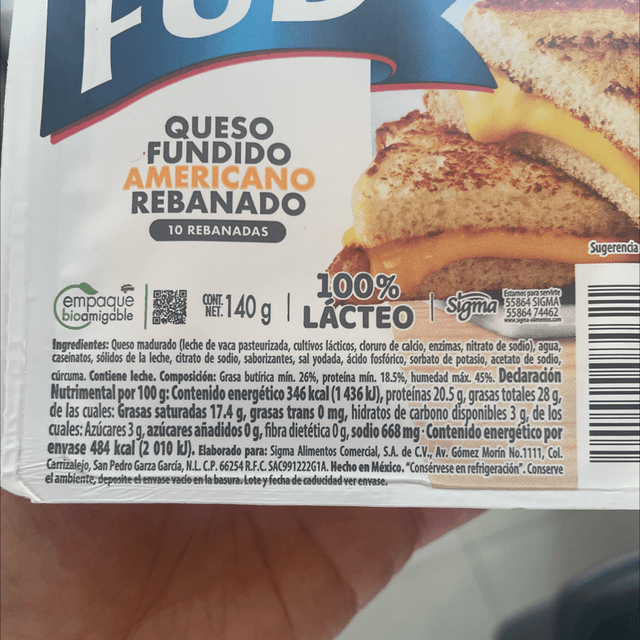 FUD
QUESO
FUNDIDO
AMERICANO
REBANADO
10 REBANADAS
Sugerencia
empaque
bioamigable
CONT. NET. 140 g
100%
LÁCTEO
Sigma
Estamos para servirte
55864 SIGMA
55864 74462
www.sigma-alimentos.com
Ingredientes: Queso madurado (leche de vaca pasteurizada, cultivos lácticos, cloruro de calcio, enzimas, nitrato de sodio), agua,
caseinatos, sólidos de la leche, citrato de sodio, saborizantes, sal yodada, ácido fosfórico, sorbato de potasio, acetato de sodio,
cúrcuma. Contiene leche. Composición: Grasa butírica mín. 26%, proteína mín. 18.5%, humedad máx. 45%. Declaración
Nutrimental por 100 g: Contenido energético 346 kcal (1 436 kJ), proteínas 20.5 g, grasas totales 28 g,
de las cuales: Grasas saturadas 17.4 g, grasas trans 0 mg, hidratos de carbono disponibles 3 g, de los
cuales: Azúcares 3 g, azúcares añadidos 0 g, fibra dietética 0 g, sodio 668 mg · Contenido energético por
envase 484 kcal (2 010 kJ). Elaborado para: Sigma Alimentos Comercial, S.A. de C.V., Av. Gómez Morín No.1111, Col.
Carrizalejo, San Pedro Garza García, N.L. C.P. 66254 R.F.C. SAC991222G1A. Hecho en México. "Consérvese en refrigeración". Conserve
el ambiente, deposite el envase vacío en la basura. Lote y fecha de caducidad ver envase.